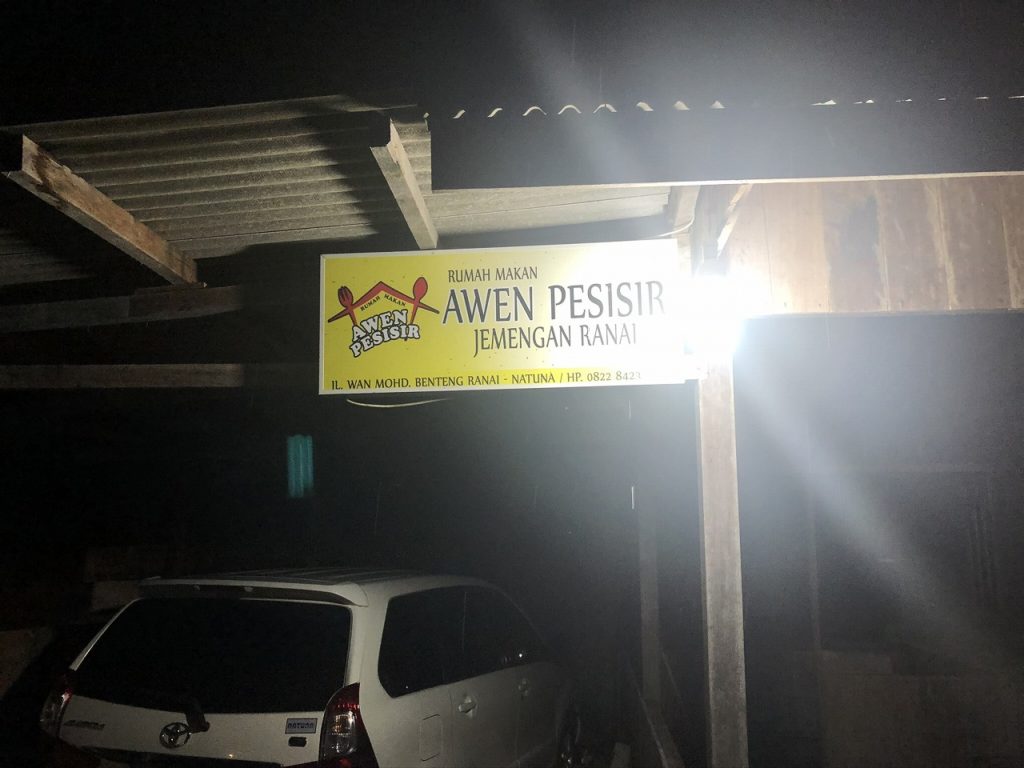 RUMAH MAKAN
AWEN PESISIR
JEMENGAN RANAI
RUMAH MAKAN
AWEN
PESISIR
JL. WAN MOHD. BENTENG RANAI - NATUNA / HP. 0822 8423
NATUNA